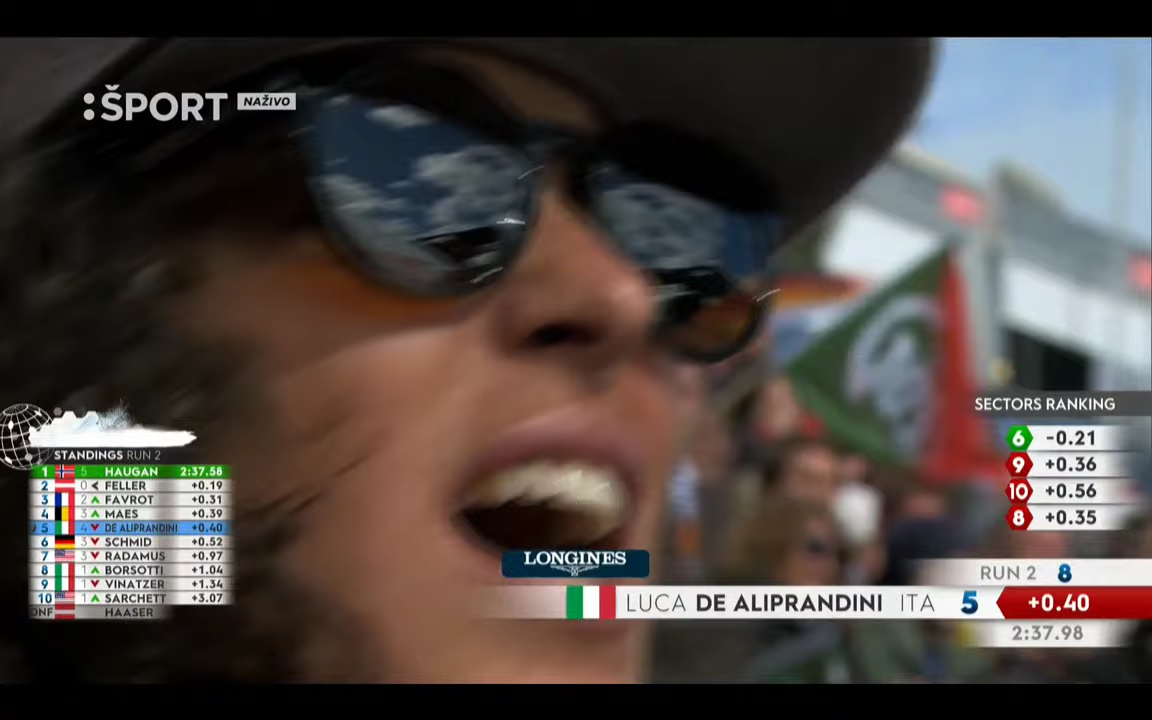 :ŠPORT NAŽIVO
SECTORS RANKING
6 -0.21
9 +0.36
10 +0.56
8 +0.35
STANDINGS RUN 2
1 5 HAUGAN 2:37.58
2 0 < FELLER +0.19
3 2 FAVROT +0.31
4 3 MAES +0.39
5 4 DE ALIPRANDINI +0.40
6 3 SCHMID +0.52
7 3 RADAMUS +0.97
8 1 BORSOTTI +1.04
9 1 VINATZER +1.34
10 1 SARCHETT +3.07
DNF HAASER
LONGINES
RUN 2 8
LUCA DE ALIPRANDINI ITA 5 +0.40
2:37.98